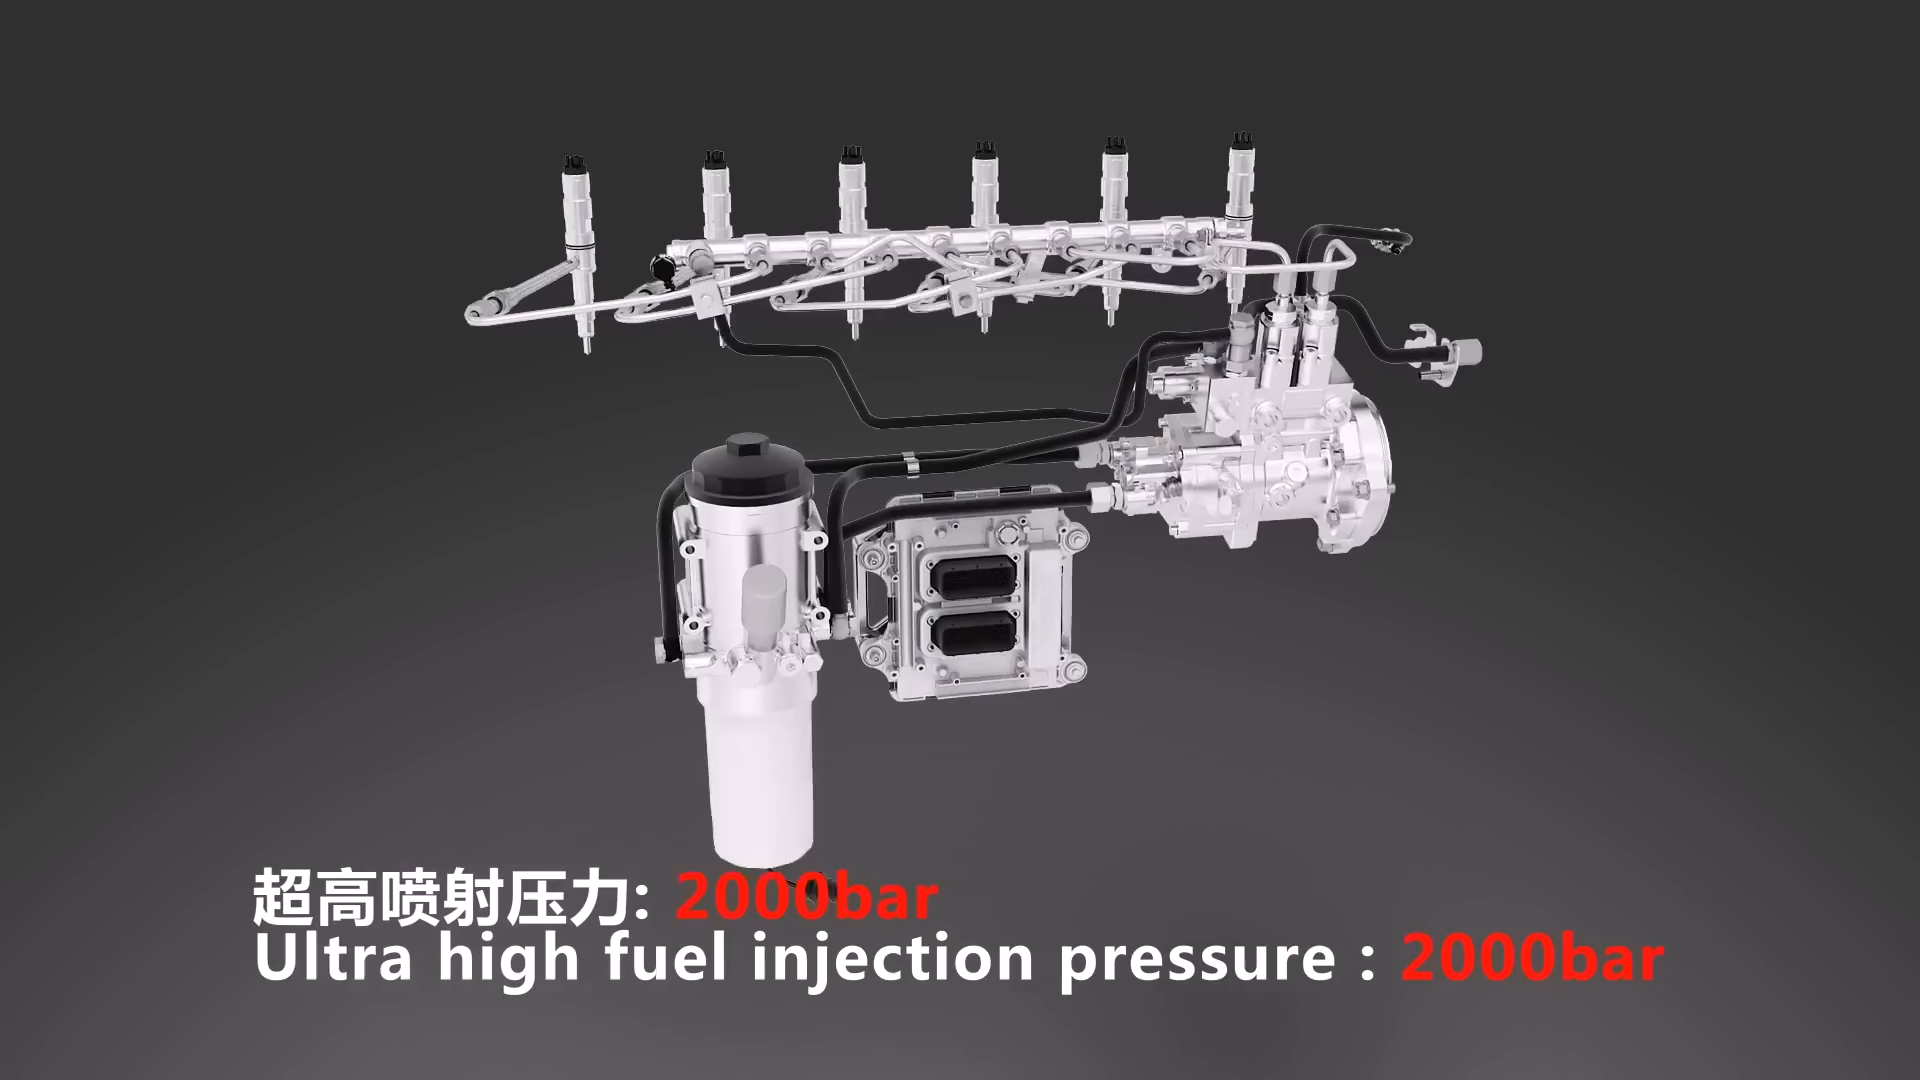 超高喷射压力: 2000bar
Ultra high fuel injection pressure : 2000bar